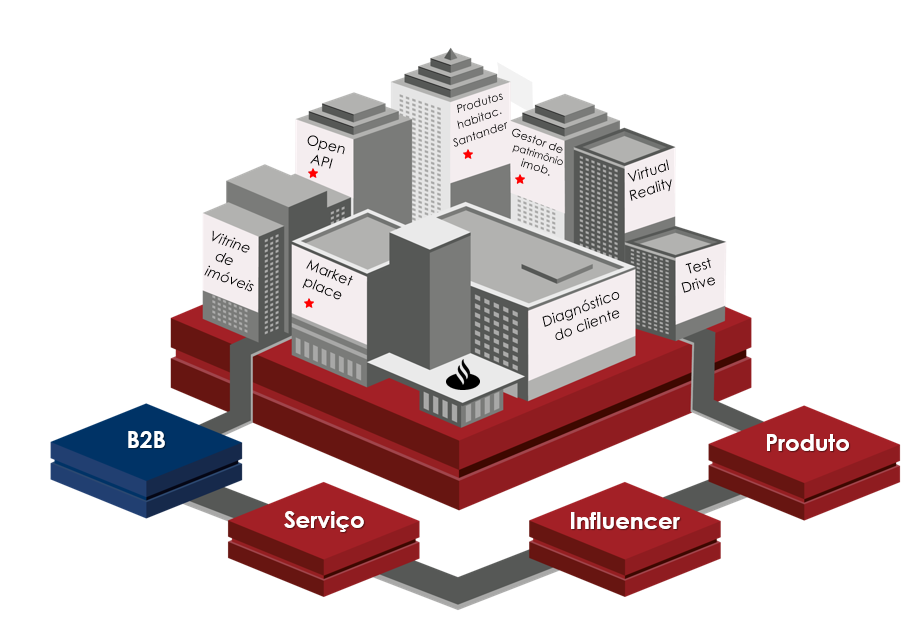 Produtos
habitac.
Santander
Open
API
Gestor de
patrimônio
imob.
Virtual
Reality
Vitrine
de
imóveis
Market
place
Diagnóstico
do cliente
Test
Drive
B2B
Serviço
Influencer
Produto